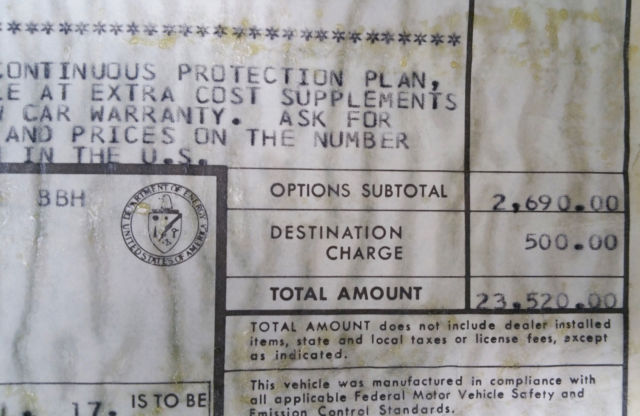 *****************************************
CONTINUOUS PROTECTION PLAN,
LE AT EXTRA COST SUPPLEMENTS
W CAR WARRANTY. ASK FOR
AND PRICES ON THE NUMBER
IN THE U.S.
BBH
DEPARTMENT OF ENERGY
UNITED STATES OF AMERICA
OPTIONS SUBTOTAL 2,690.00
DESTINATION
CHARGE 500.00
TOTAL AMOUNT 23,520.00
TOTAL AMOUNT does not include dealer installed
items, state and local taxes or license fees, except
as indicated.
This vehicle was manufactured in compliance with
all applicable Federal Motor Vehicle Safety and
Emission Control Standards.
17. IS TO BE